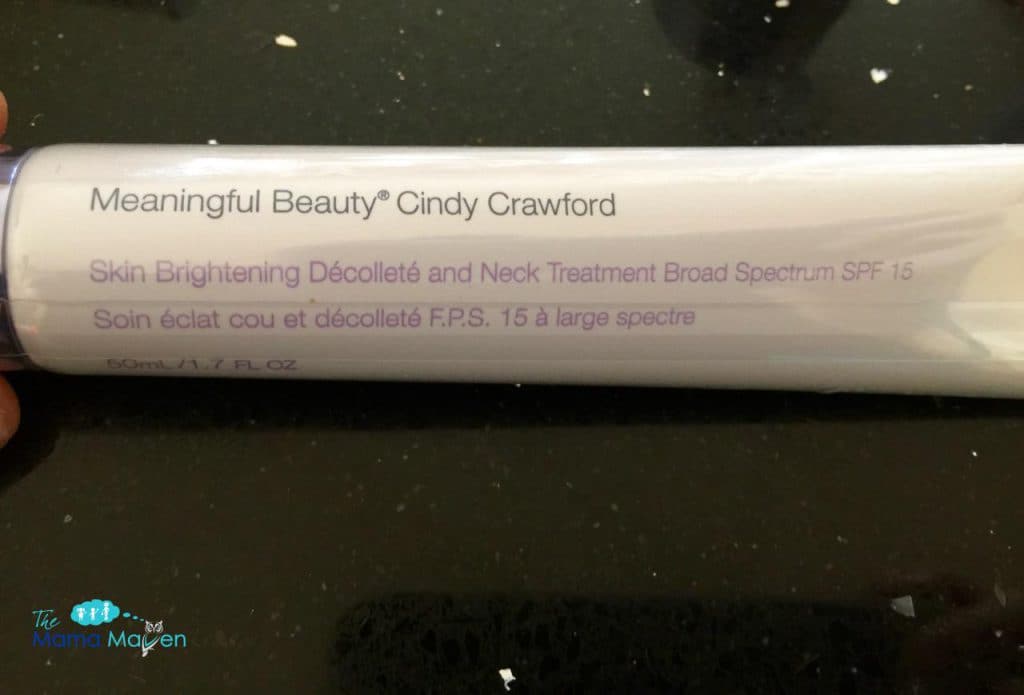 Meaningful Beauty® Cindy Crawford
Skin Brightening Décolleté and Neck Treatment Broad Spectrum SPF 15
Soin éclat cou et décolleté F.P.S. 15 à large spectre
50mL/1.7 FL OZ
The
Mama Maven